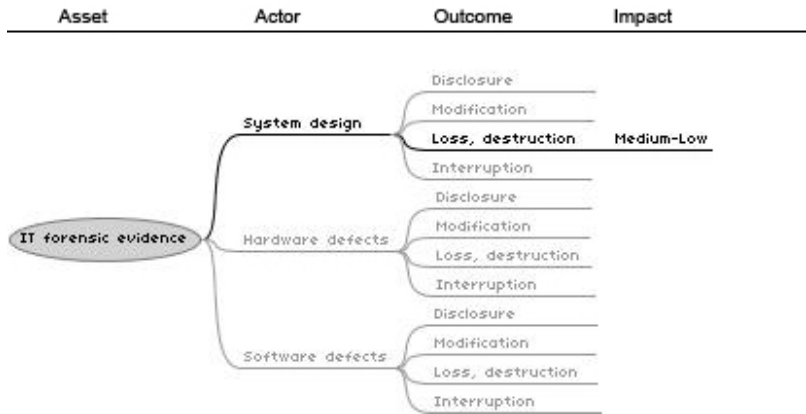 Asset Actor Outcome Impact
Disclosure
Modification
System design
Loss, destruction Medium-Low
Interruption
Disclosure
Modification
IT forensic evidence
Hardware defects
Loss, destruction
Interruption
Disclosure
Modification
Software defects
Loss, destruction
Interruption